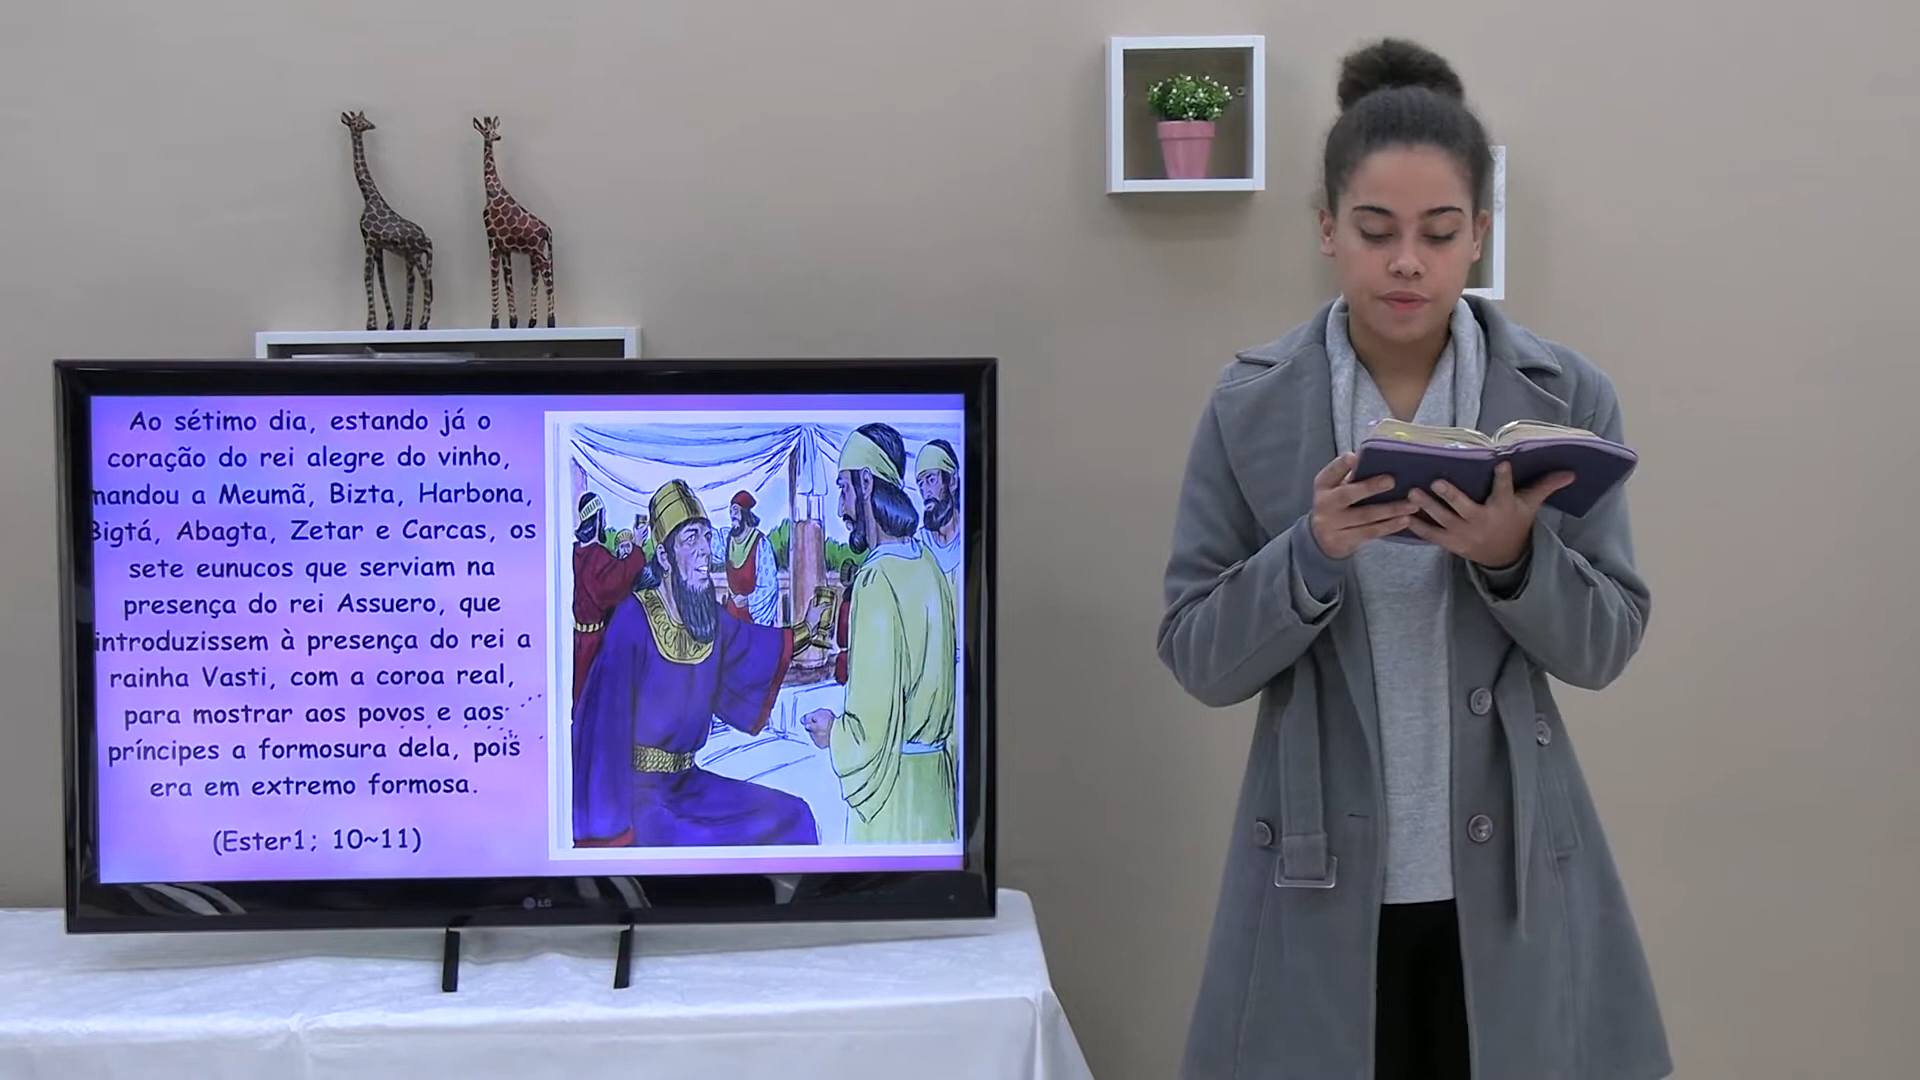 Ao sétimo dia, estando já o
coração do rei alegre do vinho,
mandou a Meumã, Bizta, Harbona,
Bigtá, Abagta, Zetar e Carcas, os
sete eunucos que serviam na
presença do rei Assuero, que
introduzissem à presença do rei a
rainha Vasti, com a coroa real,
para mostrar aos povos e aos
príncipes a formosura dela, pois
era em extremo formosa.
(Ester1; 10~11)
LG